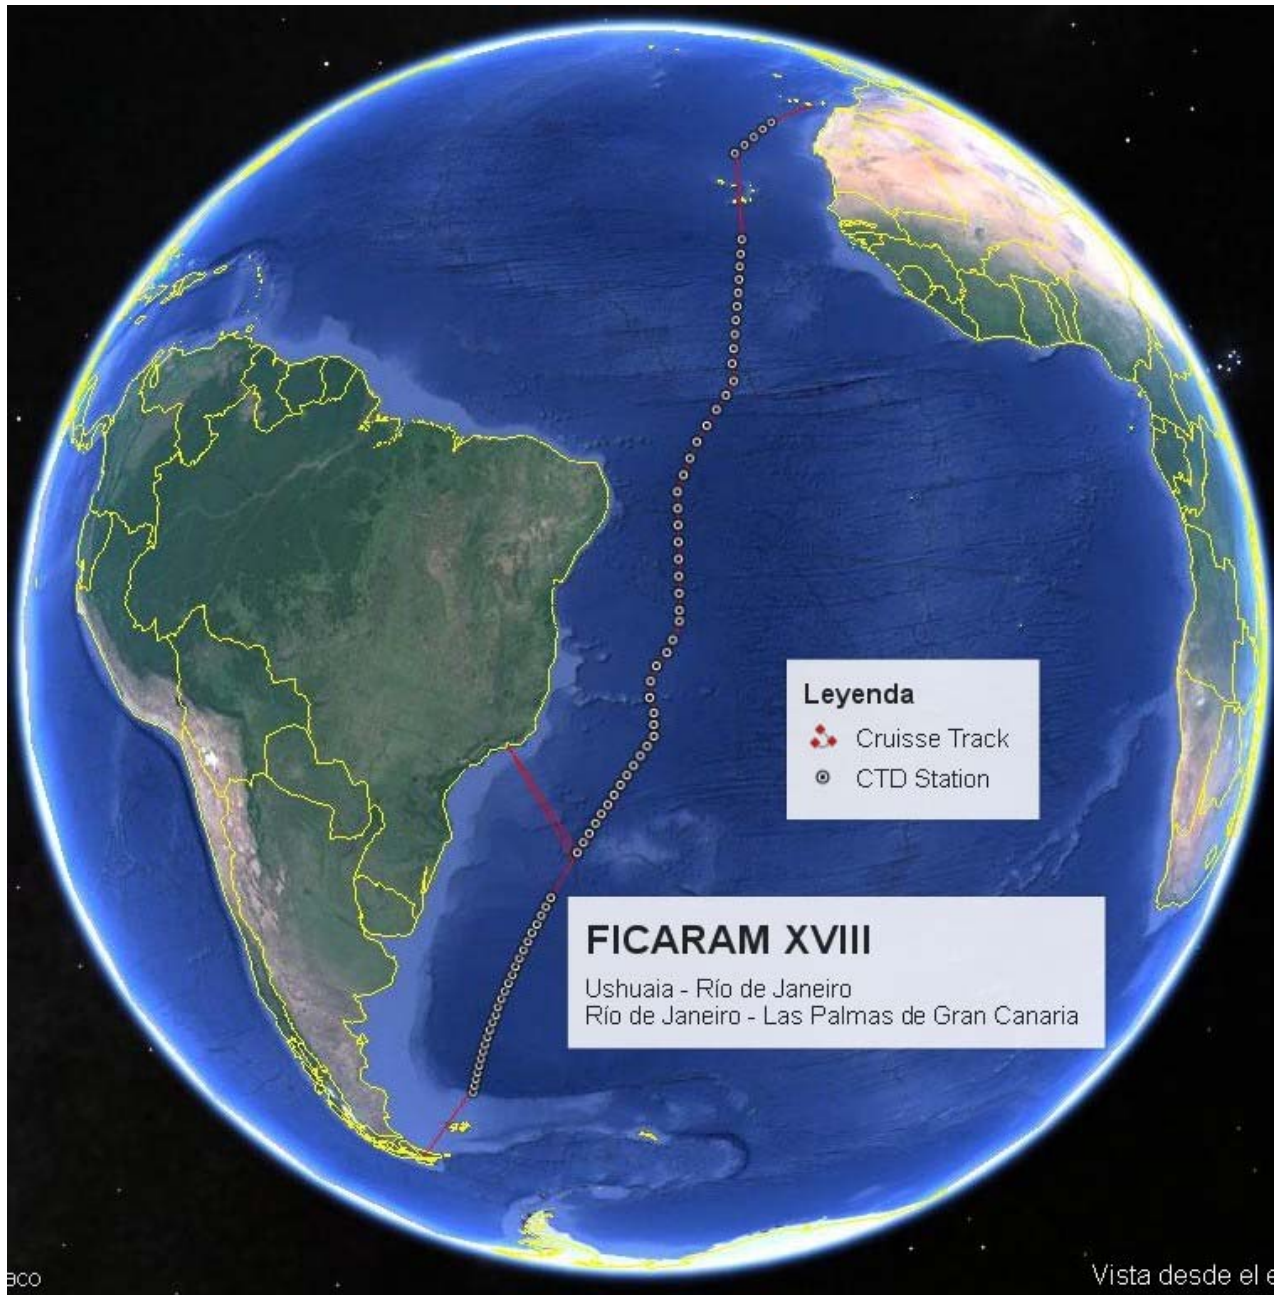 Leyenda
Cruisse Track
CTD Station
FICARAM XVIII
Ushuaia - Río de Janeiro
Río de Janeiro - Las Palmas de Gran Canaria
Vista desde el